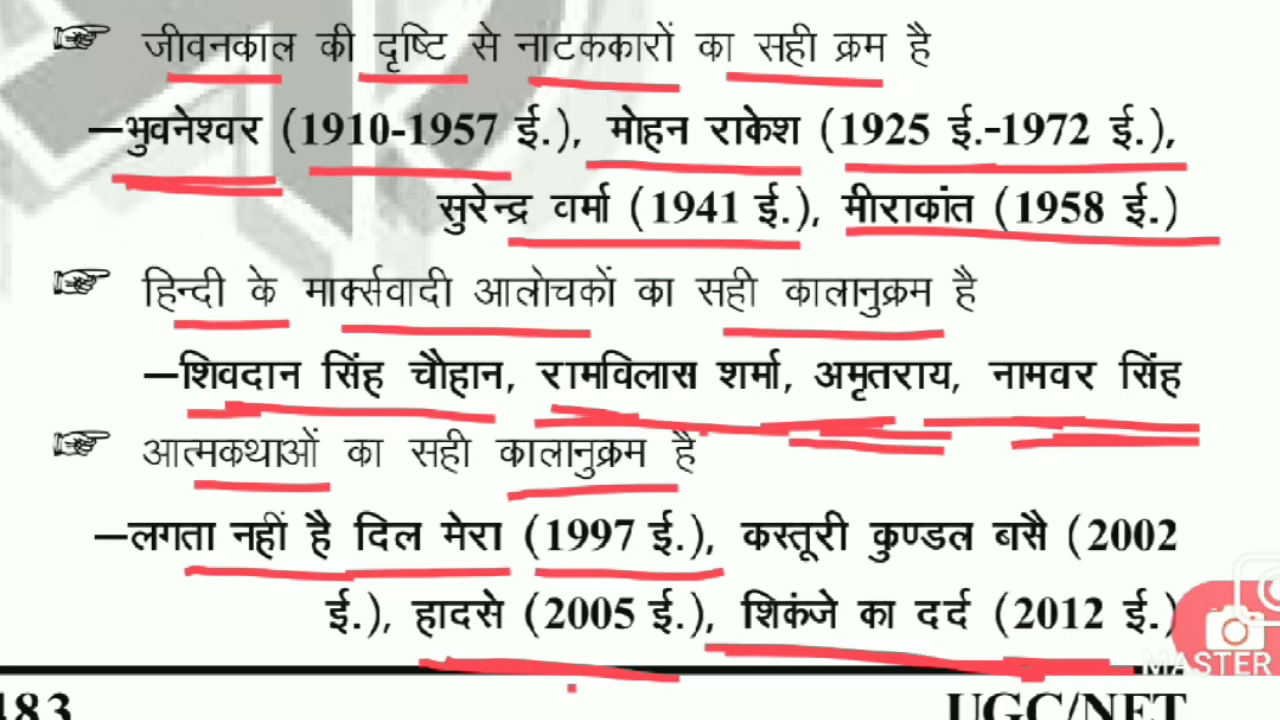 ☞ जीवनकाल की दृष्टि से नाटककारों का सही क्रम है
—भुवनेश्वर (1910-1957 ई.), मोहन राकेश (1925 ई.-1972 ई.),
सुरेन्द्र वर्मा (1941 ई.), मीराकांत (1958 ई.)
☞ हिन्दी के मार्क्सवादी आलोचकों का सही कालानुक्रम है
—शिवदान सिंह चौहान, रामविलास शर्मा, अमृतराय, नामवर सिंह
☞ आत्मकथाओं का सही कालानुक्रम है
—लगता नहीं है दिल मेरा (1997 ई.), कस्तूरी कुण्डल बसै (2002
ई.), हादसे (2005 ई.), शिकंजे का दर्द (2012 ई.)
MASTER
483 UGC/NET